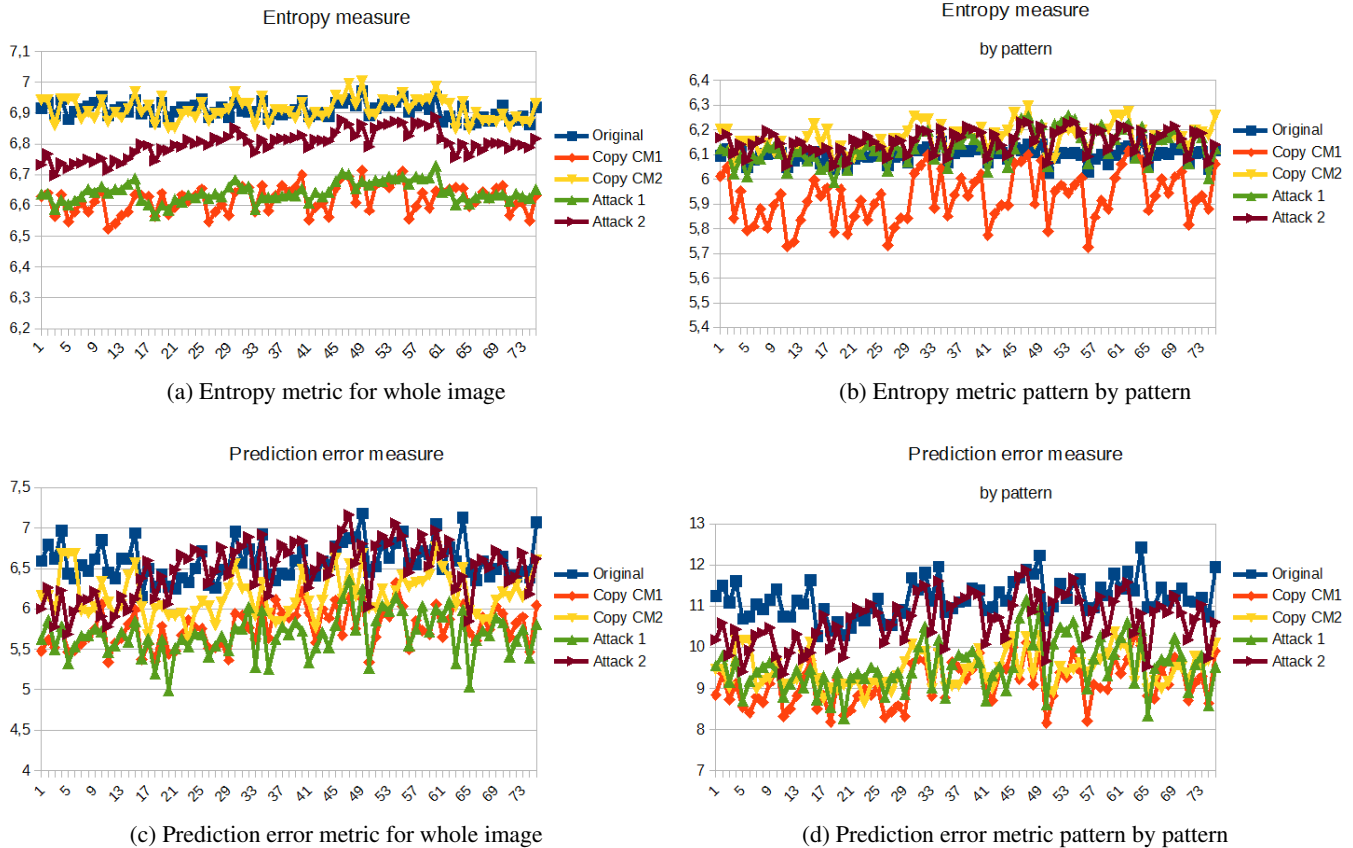 Entropy measure
7,1
7
6,9
6,8
6,7
6,6
6,5
6,4
6,3
6,2
1 5 9 13 17 21 25 29 33 37 41 45 49 53 57 61 65 69 73
Original
Copy CM1
Copy CM2
Attack 1
Attack 2
(a) Entropy metric for whole image
Entropy measure
by pattern
6,4
6,3
6,2
6,1
6
5,9
5,8
5,7
5,6
5,5
5,4
1 5 9 13 17 21 25 29 33 37 41 45 49 53 57 61 65 69 73
Original
Copy CM1
Copy CM2
Attack 1
Attack 2
(b) Entropy metric pattern by pattern
Prediction error measure
7,5
7
6,5
6
5,5
5
4,5
4
1 5 9 13 17 21 25 29 33 37 41 45 49 53 57 61 65 69 73
Original
Copy CM1
Copy CM2
Attack 1
Attack 2
(c) Prediction error metric for whole image
Prediction error measure
by pattern
13
12
11
10
9
8
7
1 5 9 13 17 21 25 29 33 37 41 45 49 53 57 61 65 69 73
Original
Copy CM1
Copy CM2
Attack 1
Attack 2
(d) Prediction error metric pattern by pattern